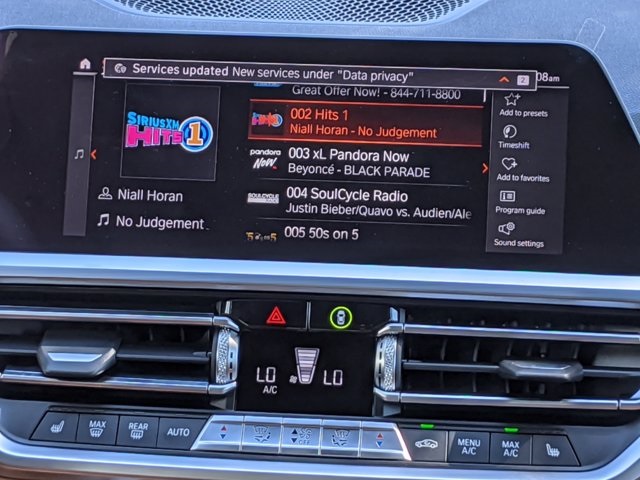 Services updated New services under "Data privacy"
2
08am
Great Offer Now! - 844-711-8800
SiriusXM
HITS 1
002 Hits 1
Niall Horan - No Judgement
pandora
NOW
003 xL Pandora Now
Beyoncé - BLACK PARADE
SOULCYCLE
004 SoulCycle Radio
Justin Bieber/Quavo vs. Audien/Ale
005 50s on 5
Niall Horan
No Judgement
Add to presets
Timeshift
Add to favorites
Program guide
Sound settings
LO
A/C
LO
MAX
REAR
AUTO
OFF
MENU
A/C
MAX
A/C